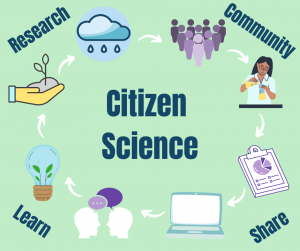 Research
Community
Citizen
Science
Learn
Share